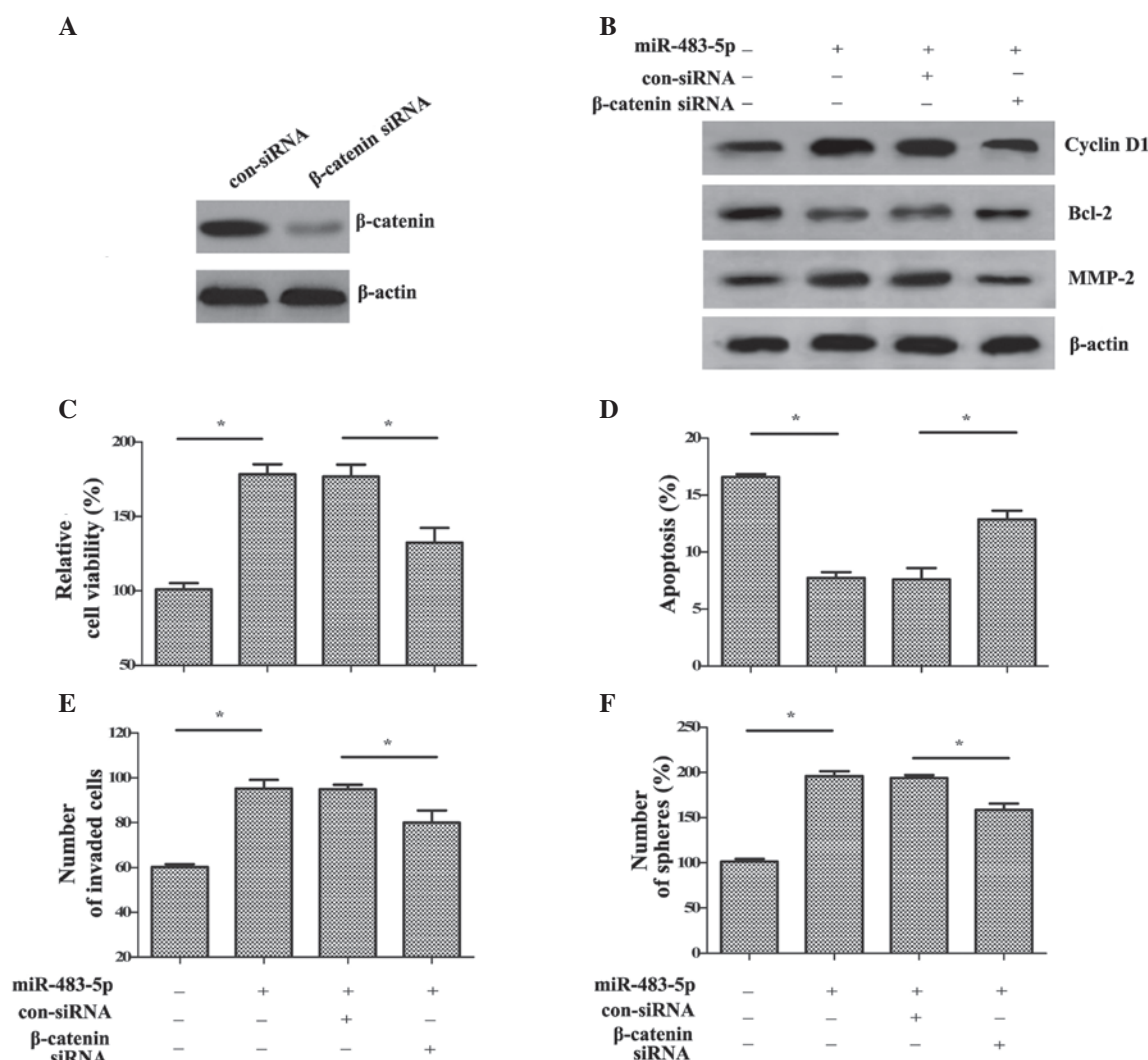 A
con-siRNA
β-catenin siRNA
β-catenin
β-actin
B
miR-483-5p – + + +
con-siRNA – – + –
β-catenin siRNA – – – +
Cyclin D1
Bcl-2
MMP-2
β-actin
C
* *
Relative
cell viability (%)
200
150
100
50
D
* *
Apoptosis (%)
20
15
10
5
0
E
* *
Number
of invaded cells
120
100
80
60
40
20
miR-483-5p – + + +
con-siRNA – – + –
β-catenin
siRNA – – – +
F
* *
Number
of spheres (%)
250
200
150
100
50
0
miR-483-5p – + + +
con-siRNA – – + –
β-catenin
siRNA – – – +